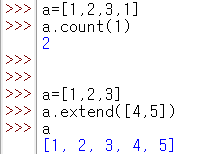 >>> a=[1,2,3,1]
>>> a.count(1)
2
>>>
>>>
>>> a=[1,2,3]
>>> a.extend([4,5])
>>> a
[1, 2, 3, 4, 5]